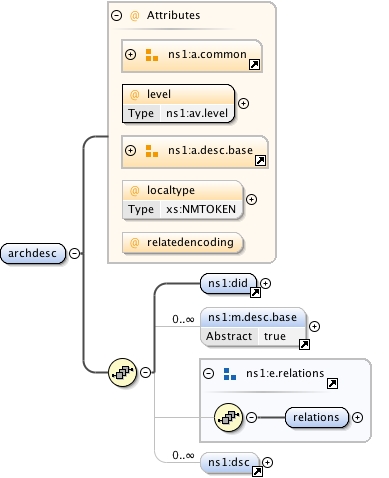 @ Attributes
ns1:a.common
@ level
Type ns1:av.level
ns1:a.desc.base
@ localtype
Type xs:NMTOKEN
@ relatedencoding
archdesc
ns1:did
0..∞ ns1:m.desc.base
Abstract true
ns1:e.relations
relations
0..∞ ns1:dsc